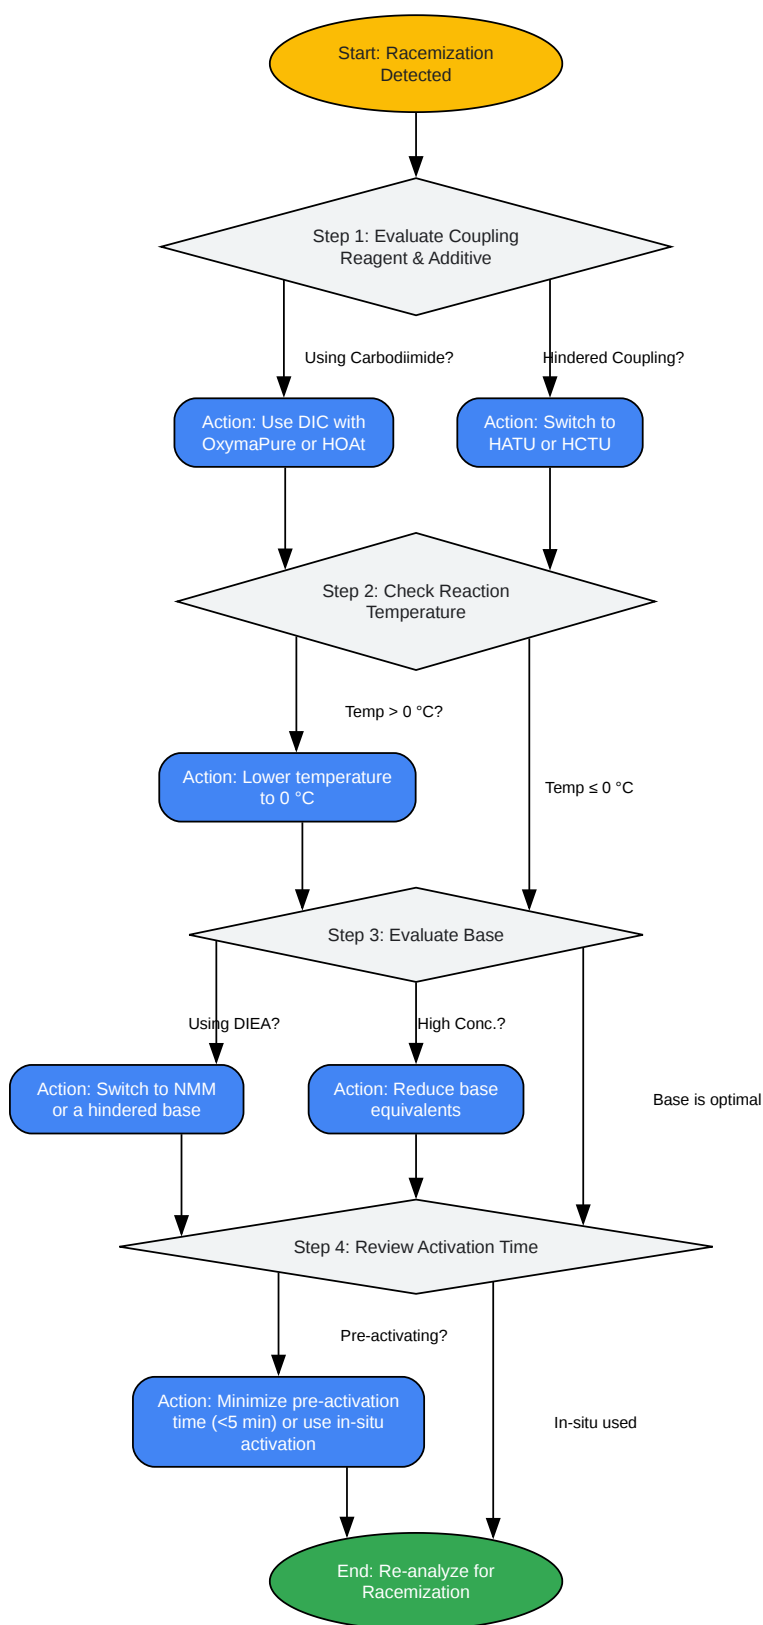 Start: Racemization
Detected
Step 1: Evaluate Coupling
Reagent & Additive
Using Carbodiimide?
Hindered Coupling?
Action: Use DIC with
OxymaPure or HOAt
Action: Switch to
HATU or HCTU
Step 2: Check Reaction
Temperature
Temp > 0 °C?
Action: Lower temperature
to 0 °C
Temp ≤ 0 °C
Step 3: Evaluate Base
Using DIEA?
High Conc.?
Action: Switch to NMM
or a hindered base
Action: Reduce base
equivalents
Base is optimal
Step 4: Review Activation Time
Pre-activating?
Action: Minimize pre-activation
time (<5 min) or use in-situ
activation
In-situ used
End: Re-analyze for
Racemization